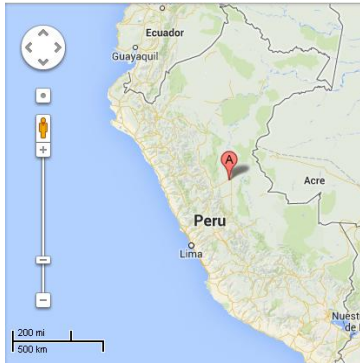 Ecuador
Guayaquil
A
Acre
Peru
Lima
Nuest
de
200 mi
500 km